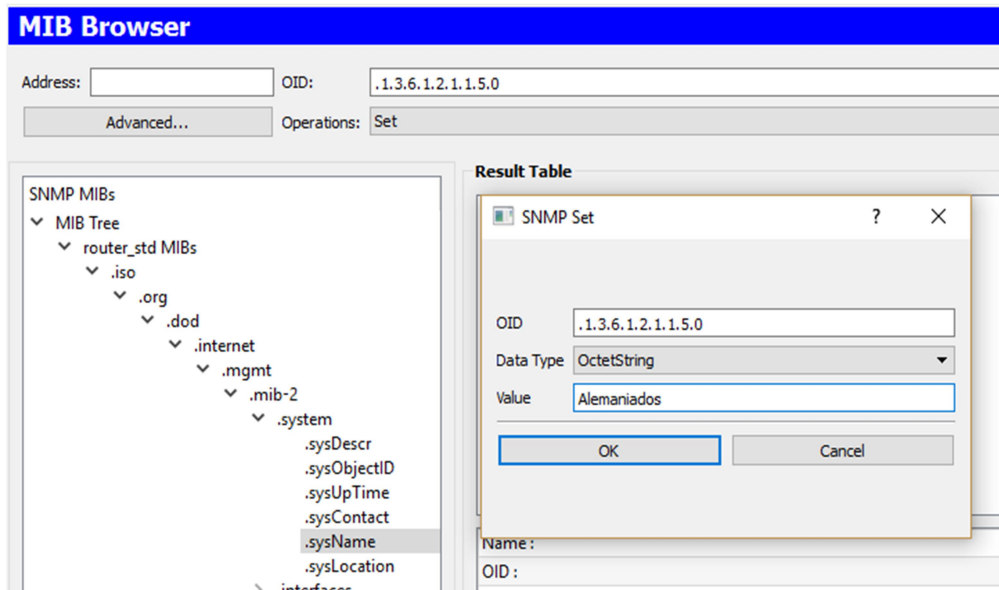 MIB Browser
Address:
OID:
.1.3.6.1.2.1.1.5.0
Advanced...
Operations:
Set
SNMP MIBs
MIB Tree
router_std MIBs
.iso
.org
.dod
.internet
.mgmt
.mib-2
.system
.sysDescr
.sysObjectID
.sysUpTime
.sysContact
.sysName
.sysLocation
Result Table
SNMP Set
?
OID
.1.3.6.1.2.1.1.5.0
Data Type
OctetString
Value
Alemaniados
OK
Cancel
Name :
OID :